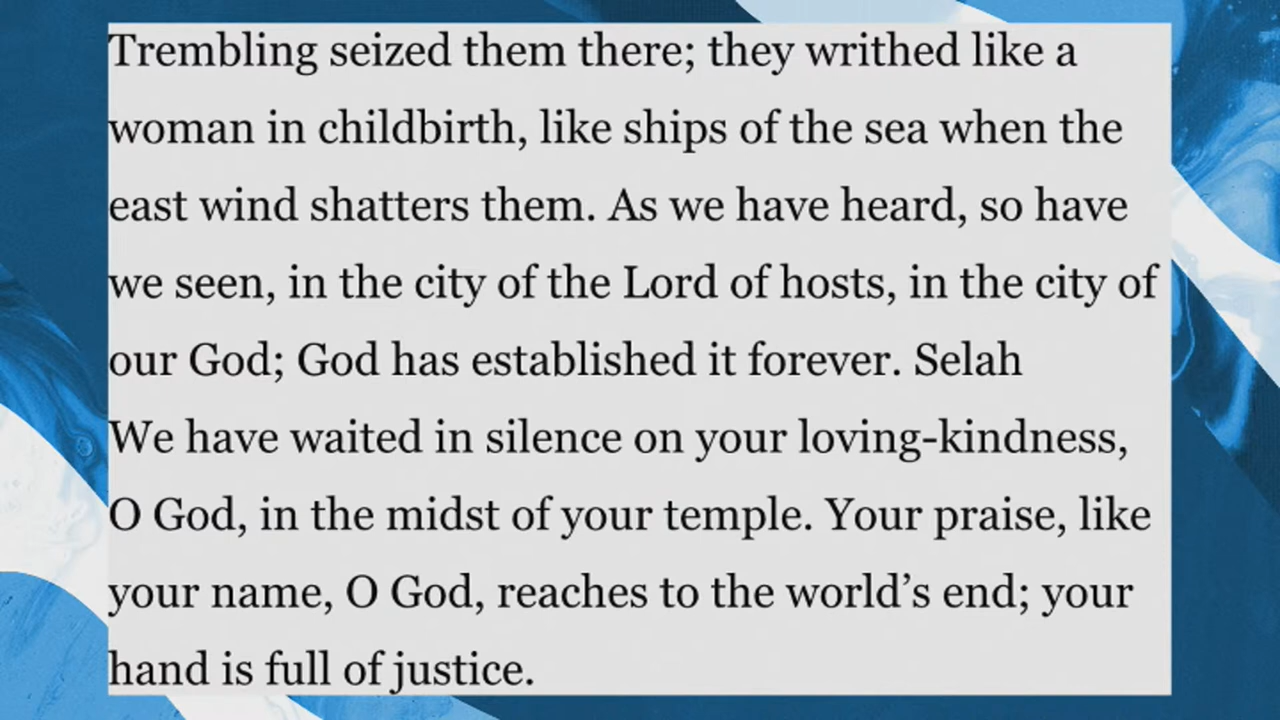 Trembling seized them there; they writhed like a
woman in childbirth, like ships of the sea when the
east wind shatters them. As we have heard, so have
we seen, in the city of the Lord of hosts, in the city of
our God; God has established it forever. Selah
We have waited in silence on your loving-kindness,
O God, in the midst of your temple. Your praise, like
your name, O God, reaches to the world’s end; your
hand is full of justice.